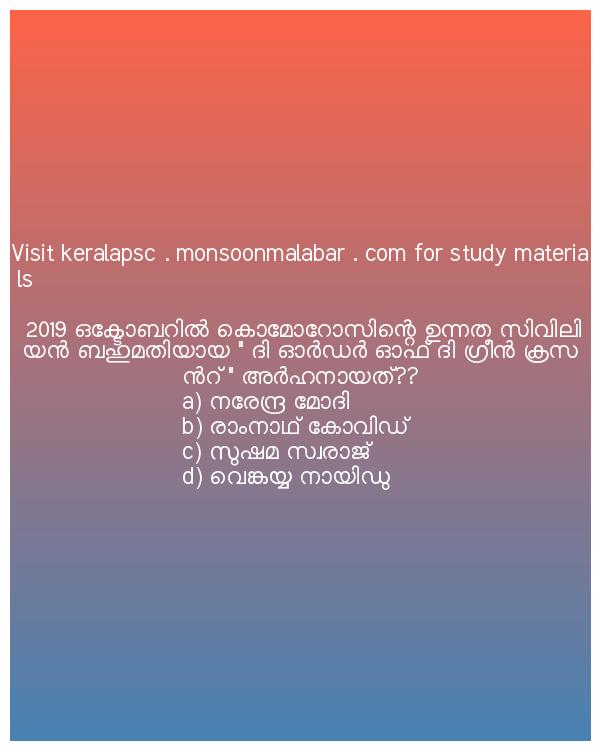 Visit keralapsc . monsoonmalabar . com for study materia
ls
2019 ഒക്ടോബറിൽ കൊമോറോസിന്റെ ഉന്നത സിവിലി
യൻ ബഹുമതിയായ " ദി ഓർഡർ ഓഫ് ദി ഗ്രീൻ ക്രസ
ൻറ് " അർഹനായത്??
a) നരേന്ദ്ര മോദി
b) രാംനാഥ് കോവിഡ്
c) സുഷമ സ്വരാജ്
d) വെങ്കയ്യ നായിഡു